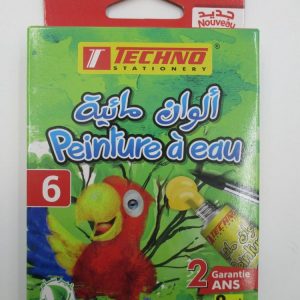 جديد
Nouveau
T TECHNO
STATIONERY
ألوان مائية
Peinture à eau
6
2 Garantie
ANS